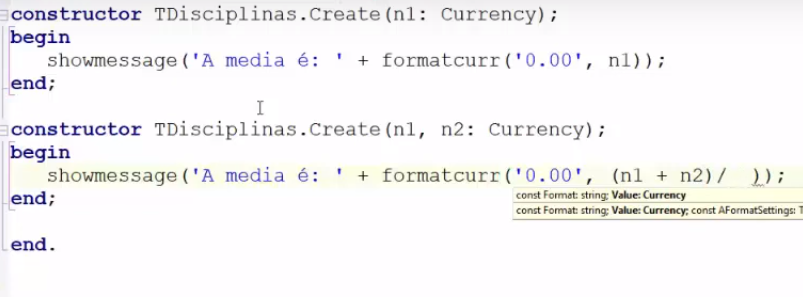 constructor TDisciplinas.Create(n1: Currency);
begin
showmessage('A media é: ' + formatcurr('0.00', n1));
end;
constructor TDisciplinas.Create(n1, n2: Currency);
begin
showmessage('A media é: ' + formatcurr('0.00', (n1 + n2)/  ));
const Format: string; Value: Currency
end;
const Format: string; Value: Currency; const AFormatSettings: T
end.